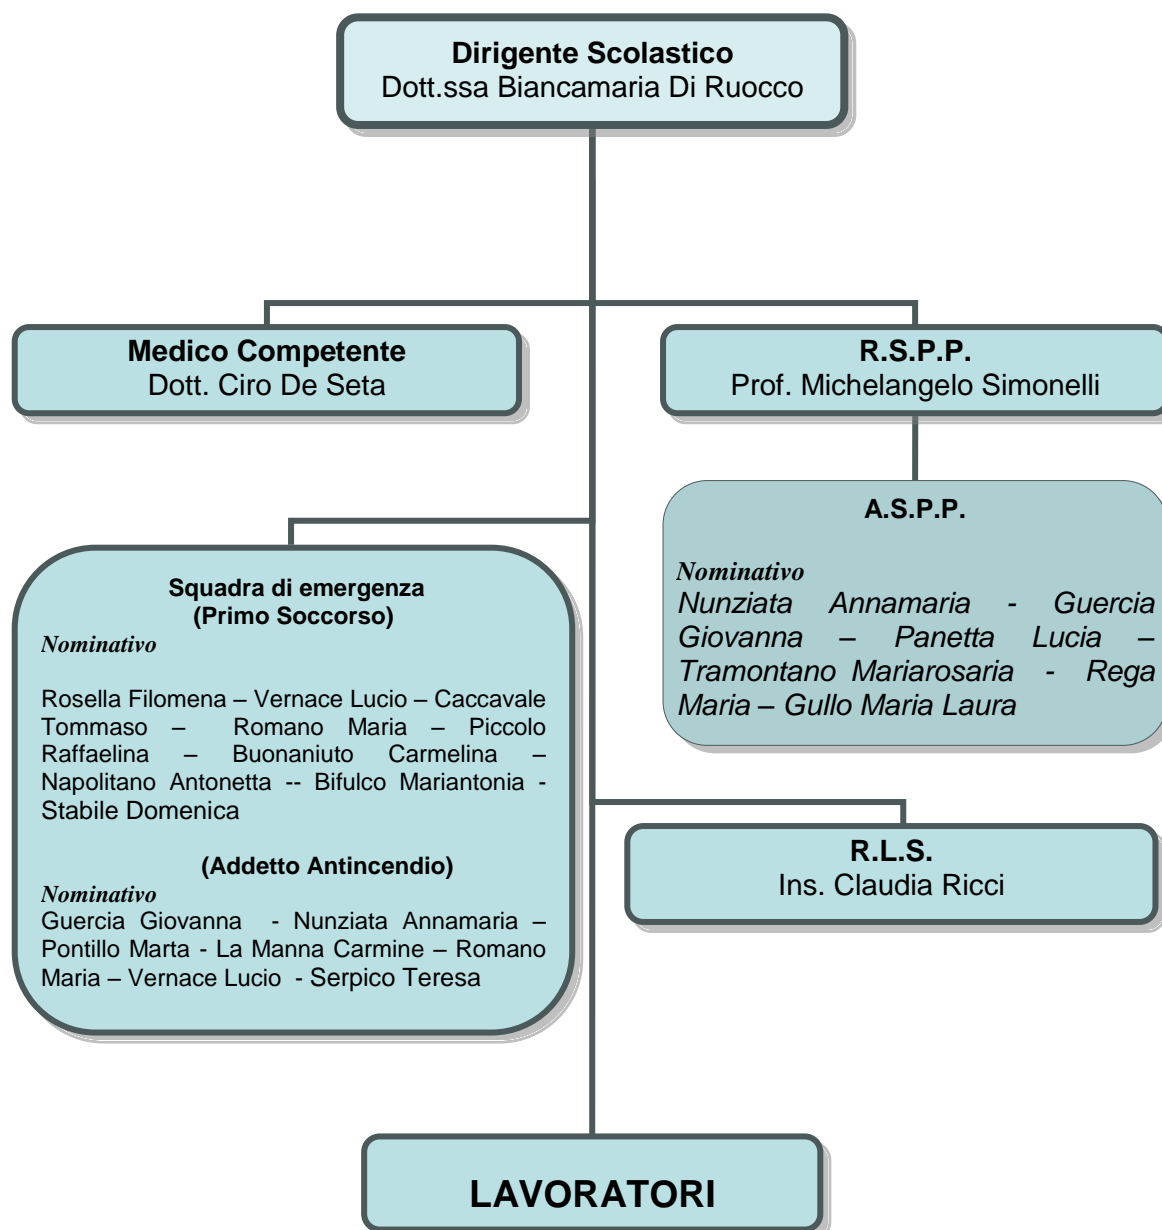 Dirigente Scolastico
Dott.ssa Biancamaria Di Ruocco
Medico Competente
Dott. Ciro De Seta
R.S.P.P.
Prof. Michelangelo Simonelli
A.S.P.P.
Nominativo
Nunziata Annamaria - Guercia
Giovanna – Panetta Lucia –
Tramontano Mariarosaria - Rega
Maria – Gullo Maria Laura
Squadra di emergenza
(Primo Soccorso)
Nominativo
Rosella Filomena – Vernace Lucio – Caccavale
Tommaso – Romano Maria – Piccolo
Raffaelina – Buonaniuto Carmelina –
Napolitano Antonetta -- Bifulco Mariantonia -
Stabile Domenica
(Addetto Antincendio)
Nominativo
Guercia Giovanna - Nunziata Annamaria –
Pontillo Marta - La Manna Carmine – Romano
Maria – Vernace Lucio - Serpico Teresa
R.L.S.
Ins. Claudia Ricci
LAVORATORI